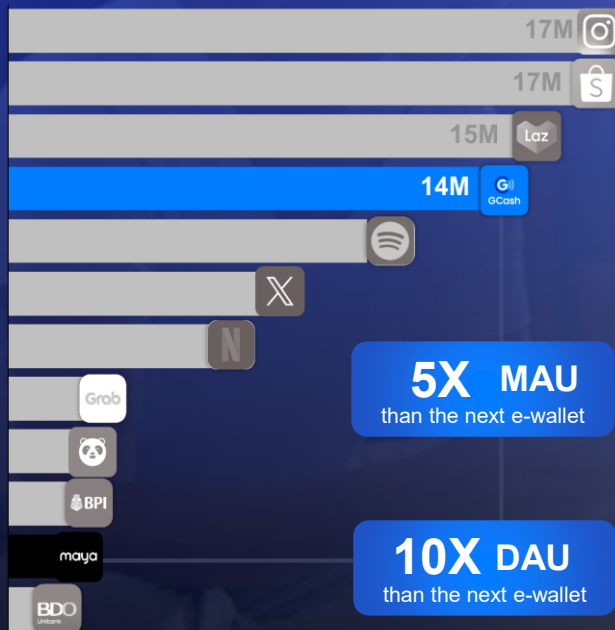 17M
17M
S
15M
Laz
14M
G
GCash
X
N
Grab
5X MAU
than the next e-wallet
BPI
maya
10X DAU
than the next e-wallet
BDO
Unibank